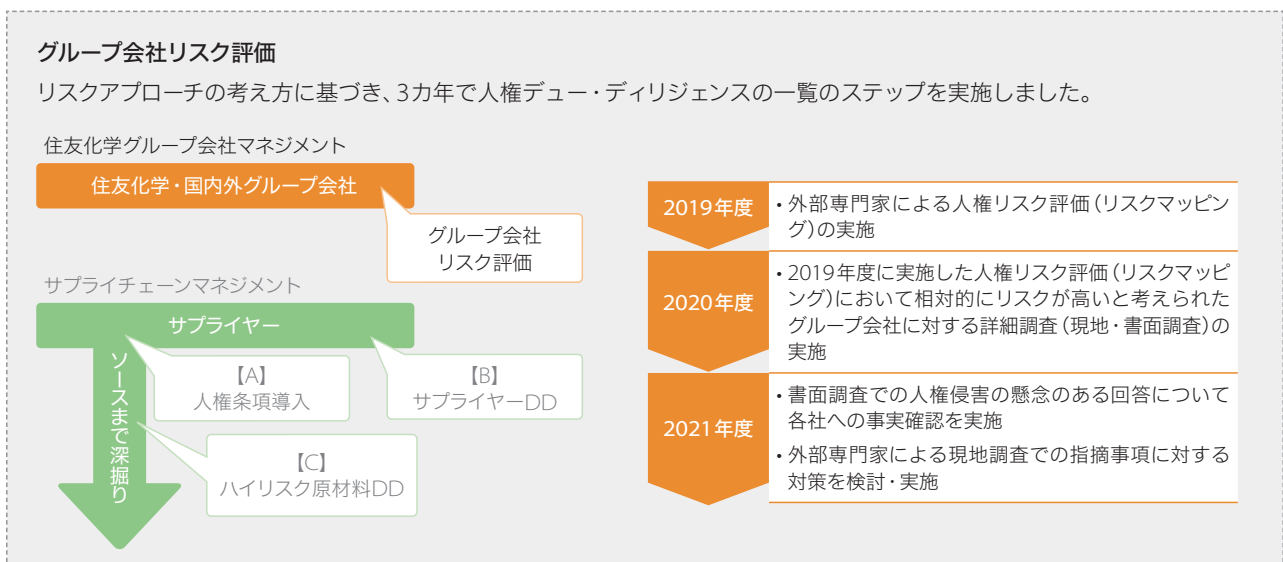 グループ会社リスク評価
リスクアプローチの考え方に基づき、3カ年で人権デュー・ディリジェンスの一覧のステップを実施しました。
住友化学グループ会社マネジメント
住友化学・国内外グループ会社
グループ会社
リスク評価
サプライチェーンマネジメント
サプライヤー
ソースまで深掘り
【A】
人権条項導入
【B】
サプライヤーDD
【C】
ハイリスク原材料DD
2019年度
・外部専門家による人権リスク評価(リスクマッピン
グ)の実施
2020年度
・2019年度に実施した人権リスク評価(リスクマッピ
ング)において相対的にリスクが高いと考えられた
グループ会社に対する詳細調査(現地・書面調査)の
実施
2021年度
・書面調査での人権侵害の懸念のある回答について
各社への事実確認を実施
・外部専門家による現地調査での指摘事項に対する
対策を検討・実施